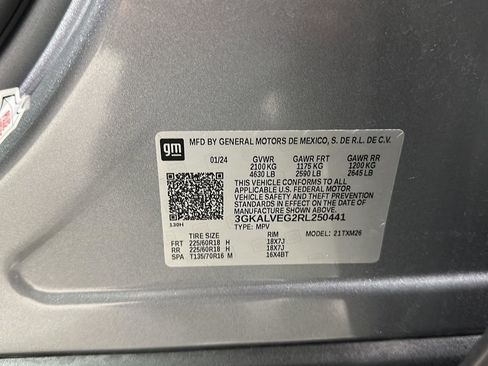 gm
MFD BY GENERAL MOTORS DE MEXICO, S. DE R.L. DE C.V.
01/24 GVWR GAWR FRT GAWR RR
2100 KG 1175 KG 1200 KG
4630 LB 2590 LB 2645 LB
THIS VEHICLE CONFORMS TO ALL
APPLICABLE U.S. FEDERAL MOTOR
VEHICLE SAFETY AND THEFT PREVENTION
STANDARDS IN EFFECT ON THE DATE OF
MANUFACTURE SHOWN ABOVE.
3GKALVEG2RL250441
TYPE: MPV
130H
TIRE SIZE RIM MODEL: 21TXM26
FRT 225/60R18 H 18X7J
RR 225/60R18 H 18X7J
SPA T135/70R16 M 16X4BT